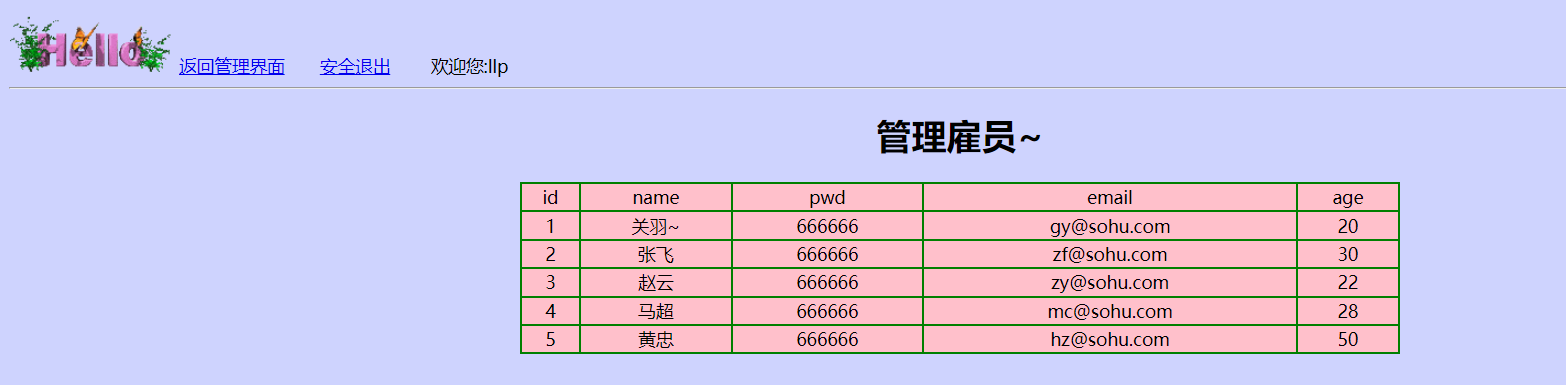 Hello 返回管理界面 安全退出 欢迎您:llp
管理雇员~
id name pwd email age
1 关羽~ 666666 gy@sohu.com 20
2 张飞 666666 zf@sohu.com 30
3 赵云 666666 zy@sohu.com 22
4 马超 666666 mc@sohu.com 28
5 黄忠 666666 hz@sohu.com 50